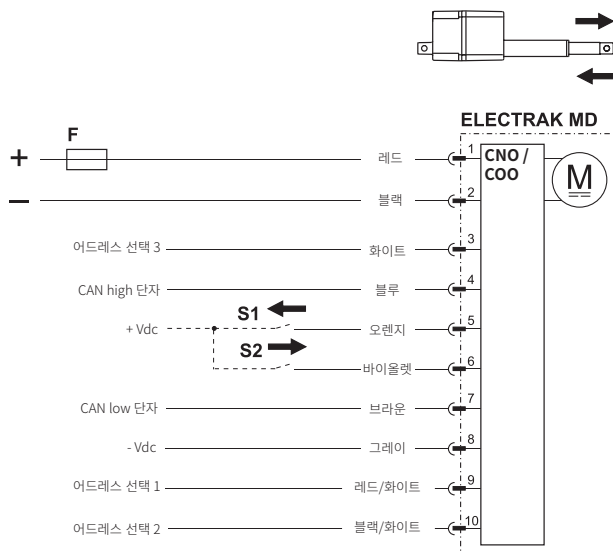 ELECTRAK MD
+ F 레드 1 CNO /
COO
M
– 블랙 2
어드레스 선택 3 화이트 3
CAN high 단자 블루 4
S1
+ Vdc 오렌지 5
S2
바이올렛 6
CAN low 단자 브라운 7
- Vdc 그레이 8
어드레스 선택 1 레드/화이트 9
어드레스 선택 2 블랙/화이트 10